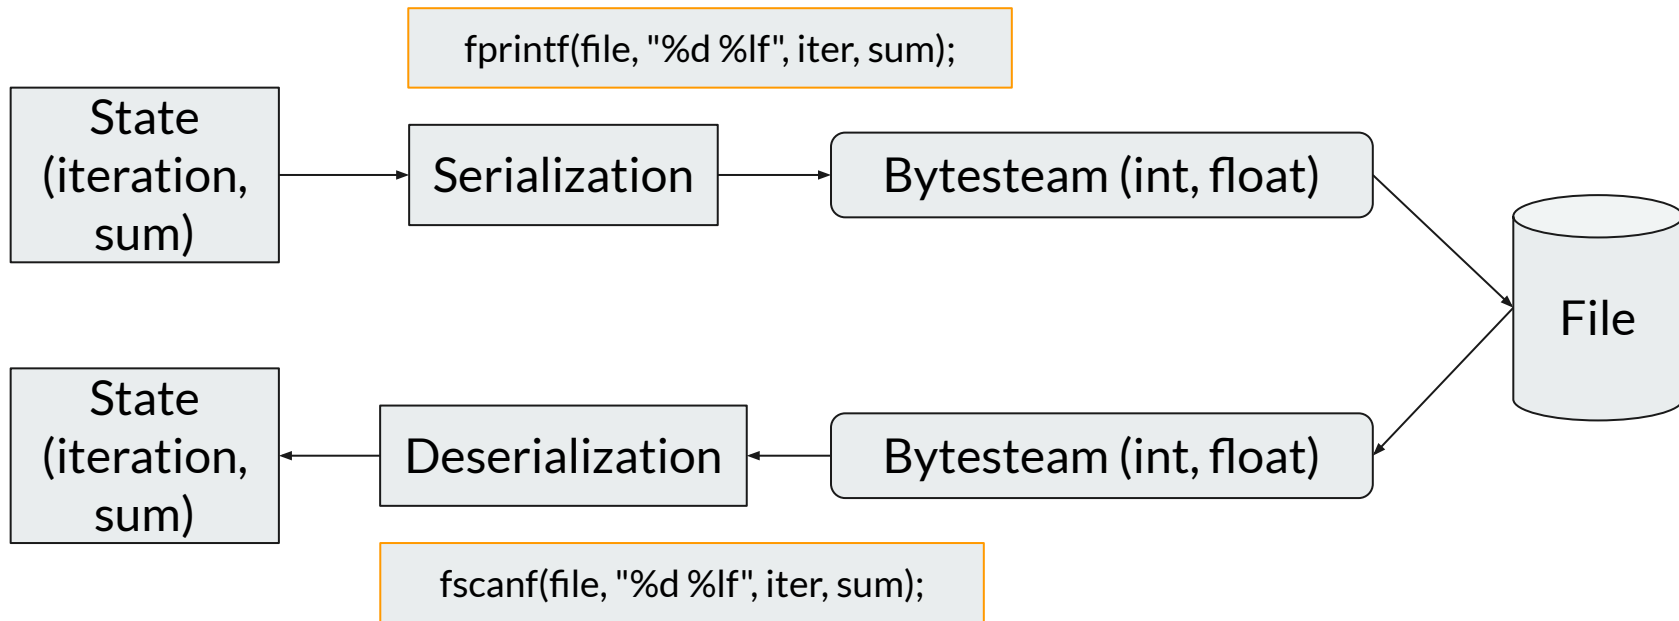 fprintf(file, "%d %lf", iter, sum);
State
(iteration,
sum)
Serialization
Bytesteam (int, float)
File
State
(iteration,
sum)
Deserialization
Bytesteam (int, float)
fscanf(file, "%d %lf", iter, sum);